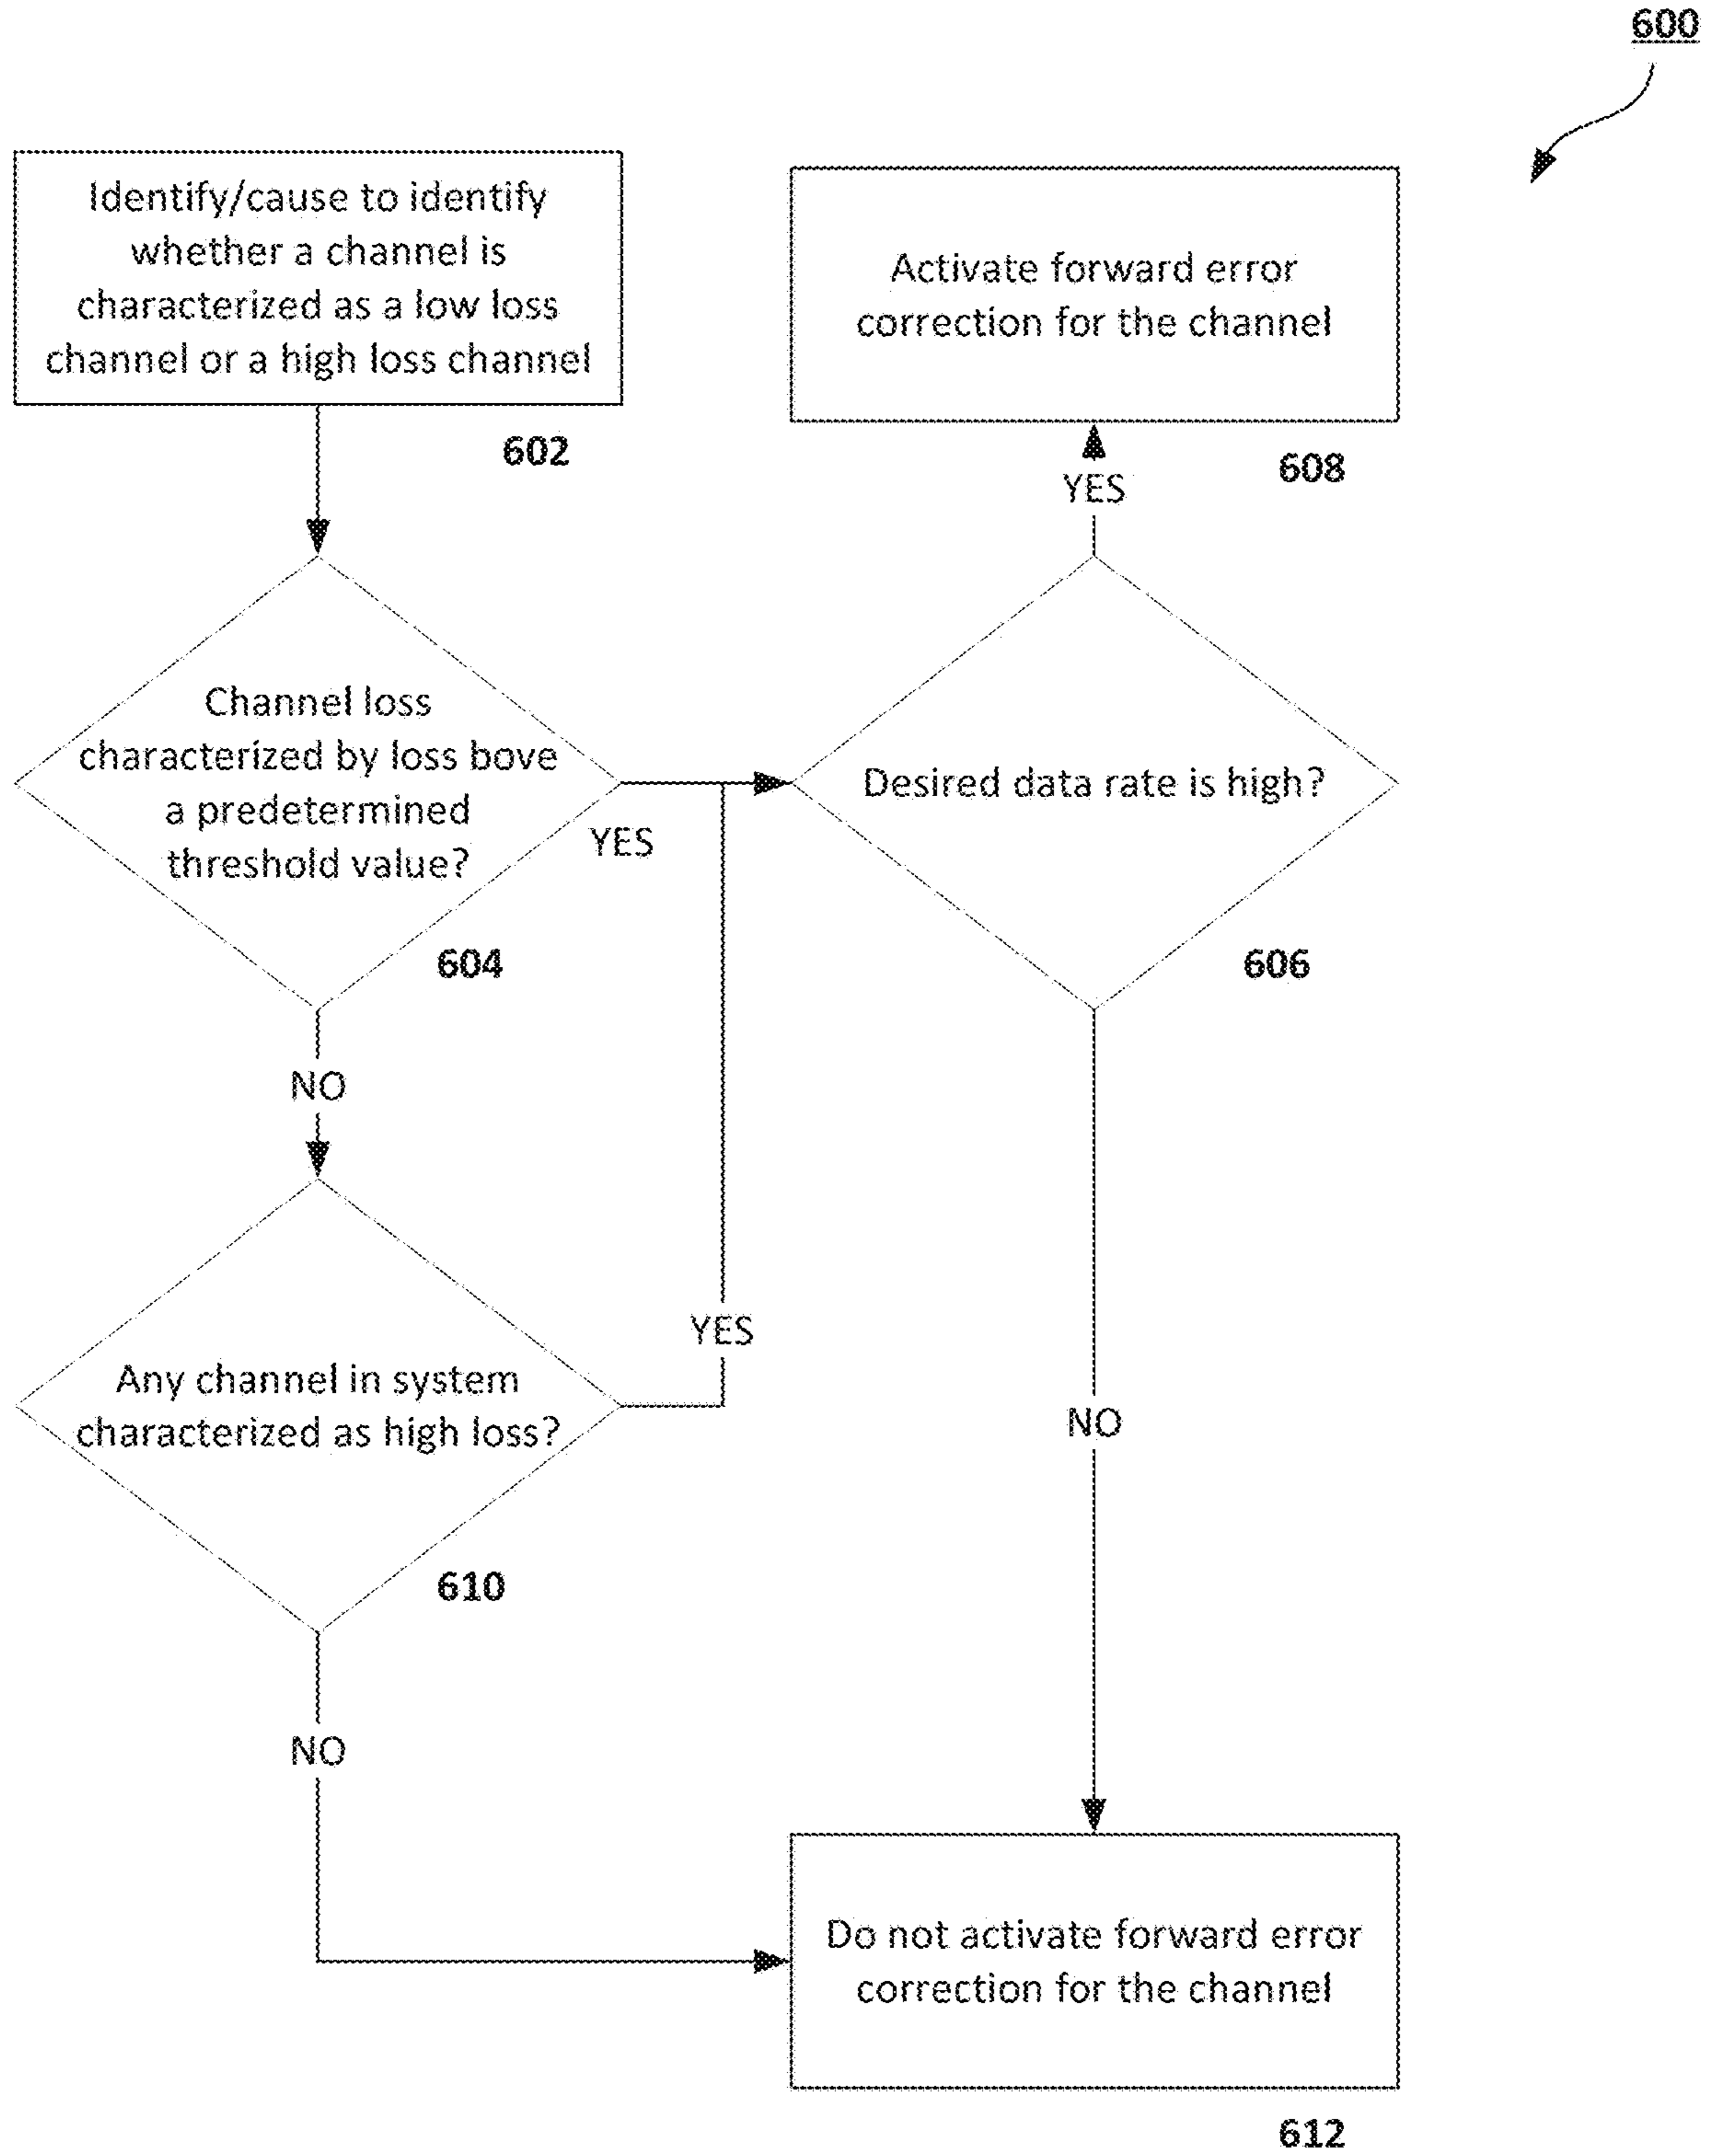 600
Identify/cause to identify
whether a channel is
characterized as a low loss
channel or a high loss channel
602
Activate forward error
correction for the channel
608
YES
Channel loss
characterized by loss bove
a predetermined
threshold value?
YES
604
Desired data rate is high?
606
NO
Any channel in system
characterized as high loss?
YES
610
NO
NO
Do not activate forward error
correction for the channel
612